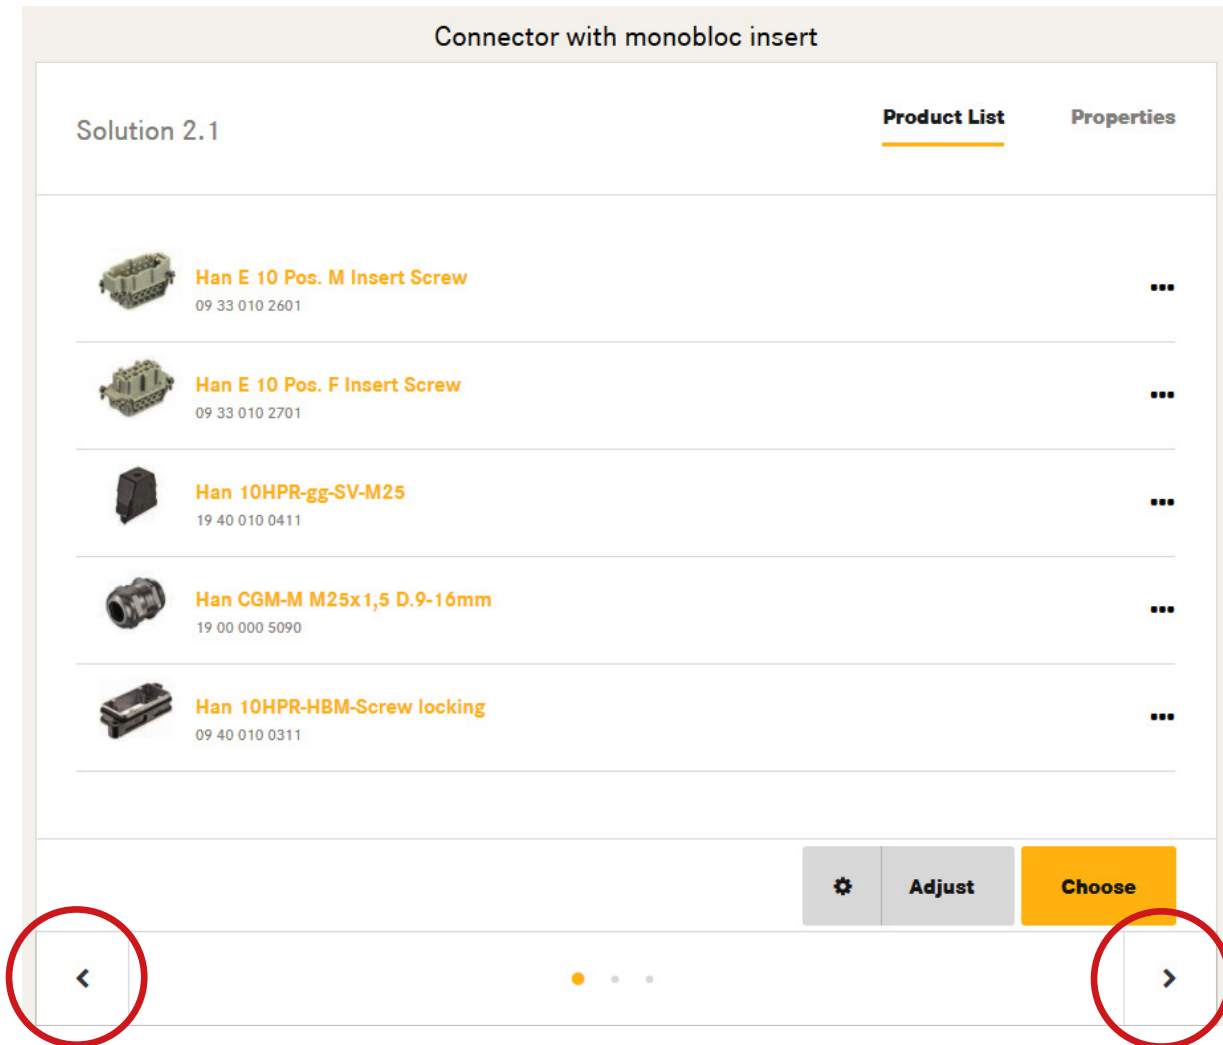 Connector with monobloc insert
Solution 2.1
Product List
Properties
Han E 10 Pos. M Insert Screw
09 33 010 2601
Han E 10 Pos. F Insert Screw
09 33 010 2701
Han 10HPR-gg-SV-M25
19 40 010 0411
Han CGM-M M25x1,5 D.9-16mm
19 00 000 5090
Han 10HPR-HBM-Screw locking
09 40 010 0311
Adjust
Choose